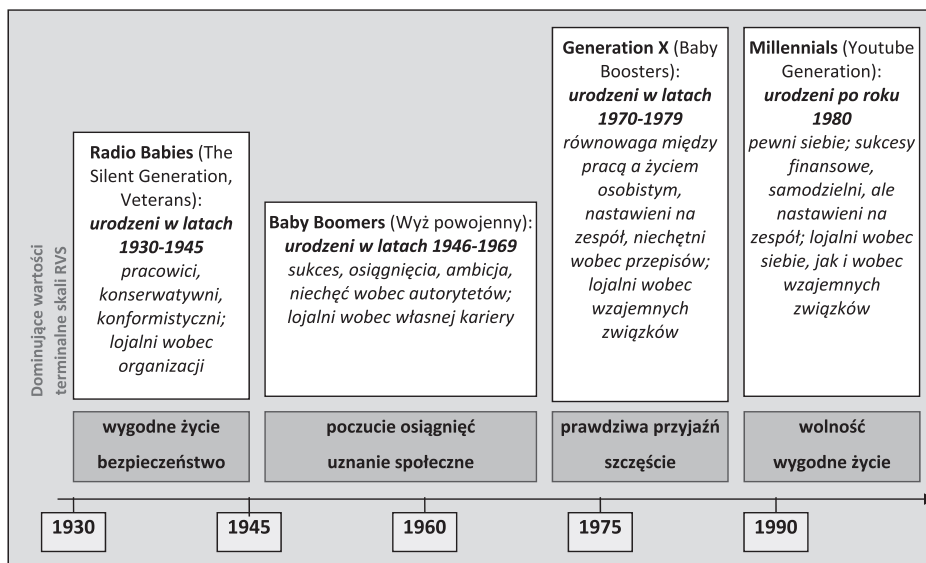 Dominujące wartości
terminalne skali RVS
Radio Babies (The
Silent Generation,
Veterans):
urodzeni w latach
1930-1945
pracowici,
konserwatywni,
konformistyczni;
lojalni wobec
organizacji
wygodne życie
bezpieczeństwo
Baby Boomers (Wyż powojenny):
urodzeni w latach 1946-1969
sukces, osiągnięcia, ambicja,
niechęć wobec autorytetów;
lojalni wobec własnej kariery
poczucie osiągnięć
uznanie społeczne
Generation X (Baby
Boosters):
urodzeni w latach
1970-1979
równowaga między
pracą a życiem
osobistym,
nastawieni na
zespół, niechętni
wobec przepisów;
lojalni wobec
wzajemnych
związków
prawdziwa przyjaźń
szczęście
Millennials (Youtube
Generation):
urodzeni po roku
1980
pewni siebie; sukcesy
finansowe,
samodzielni, ale
nastawieni na
zespół; lojalni wobec
siebie, jak i wobec
wzajemnych
związków
wolność
wygodne życie
1930
1945
1960
1975
1990